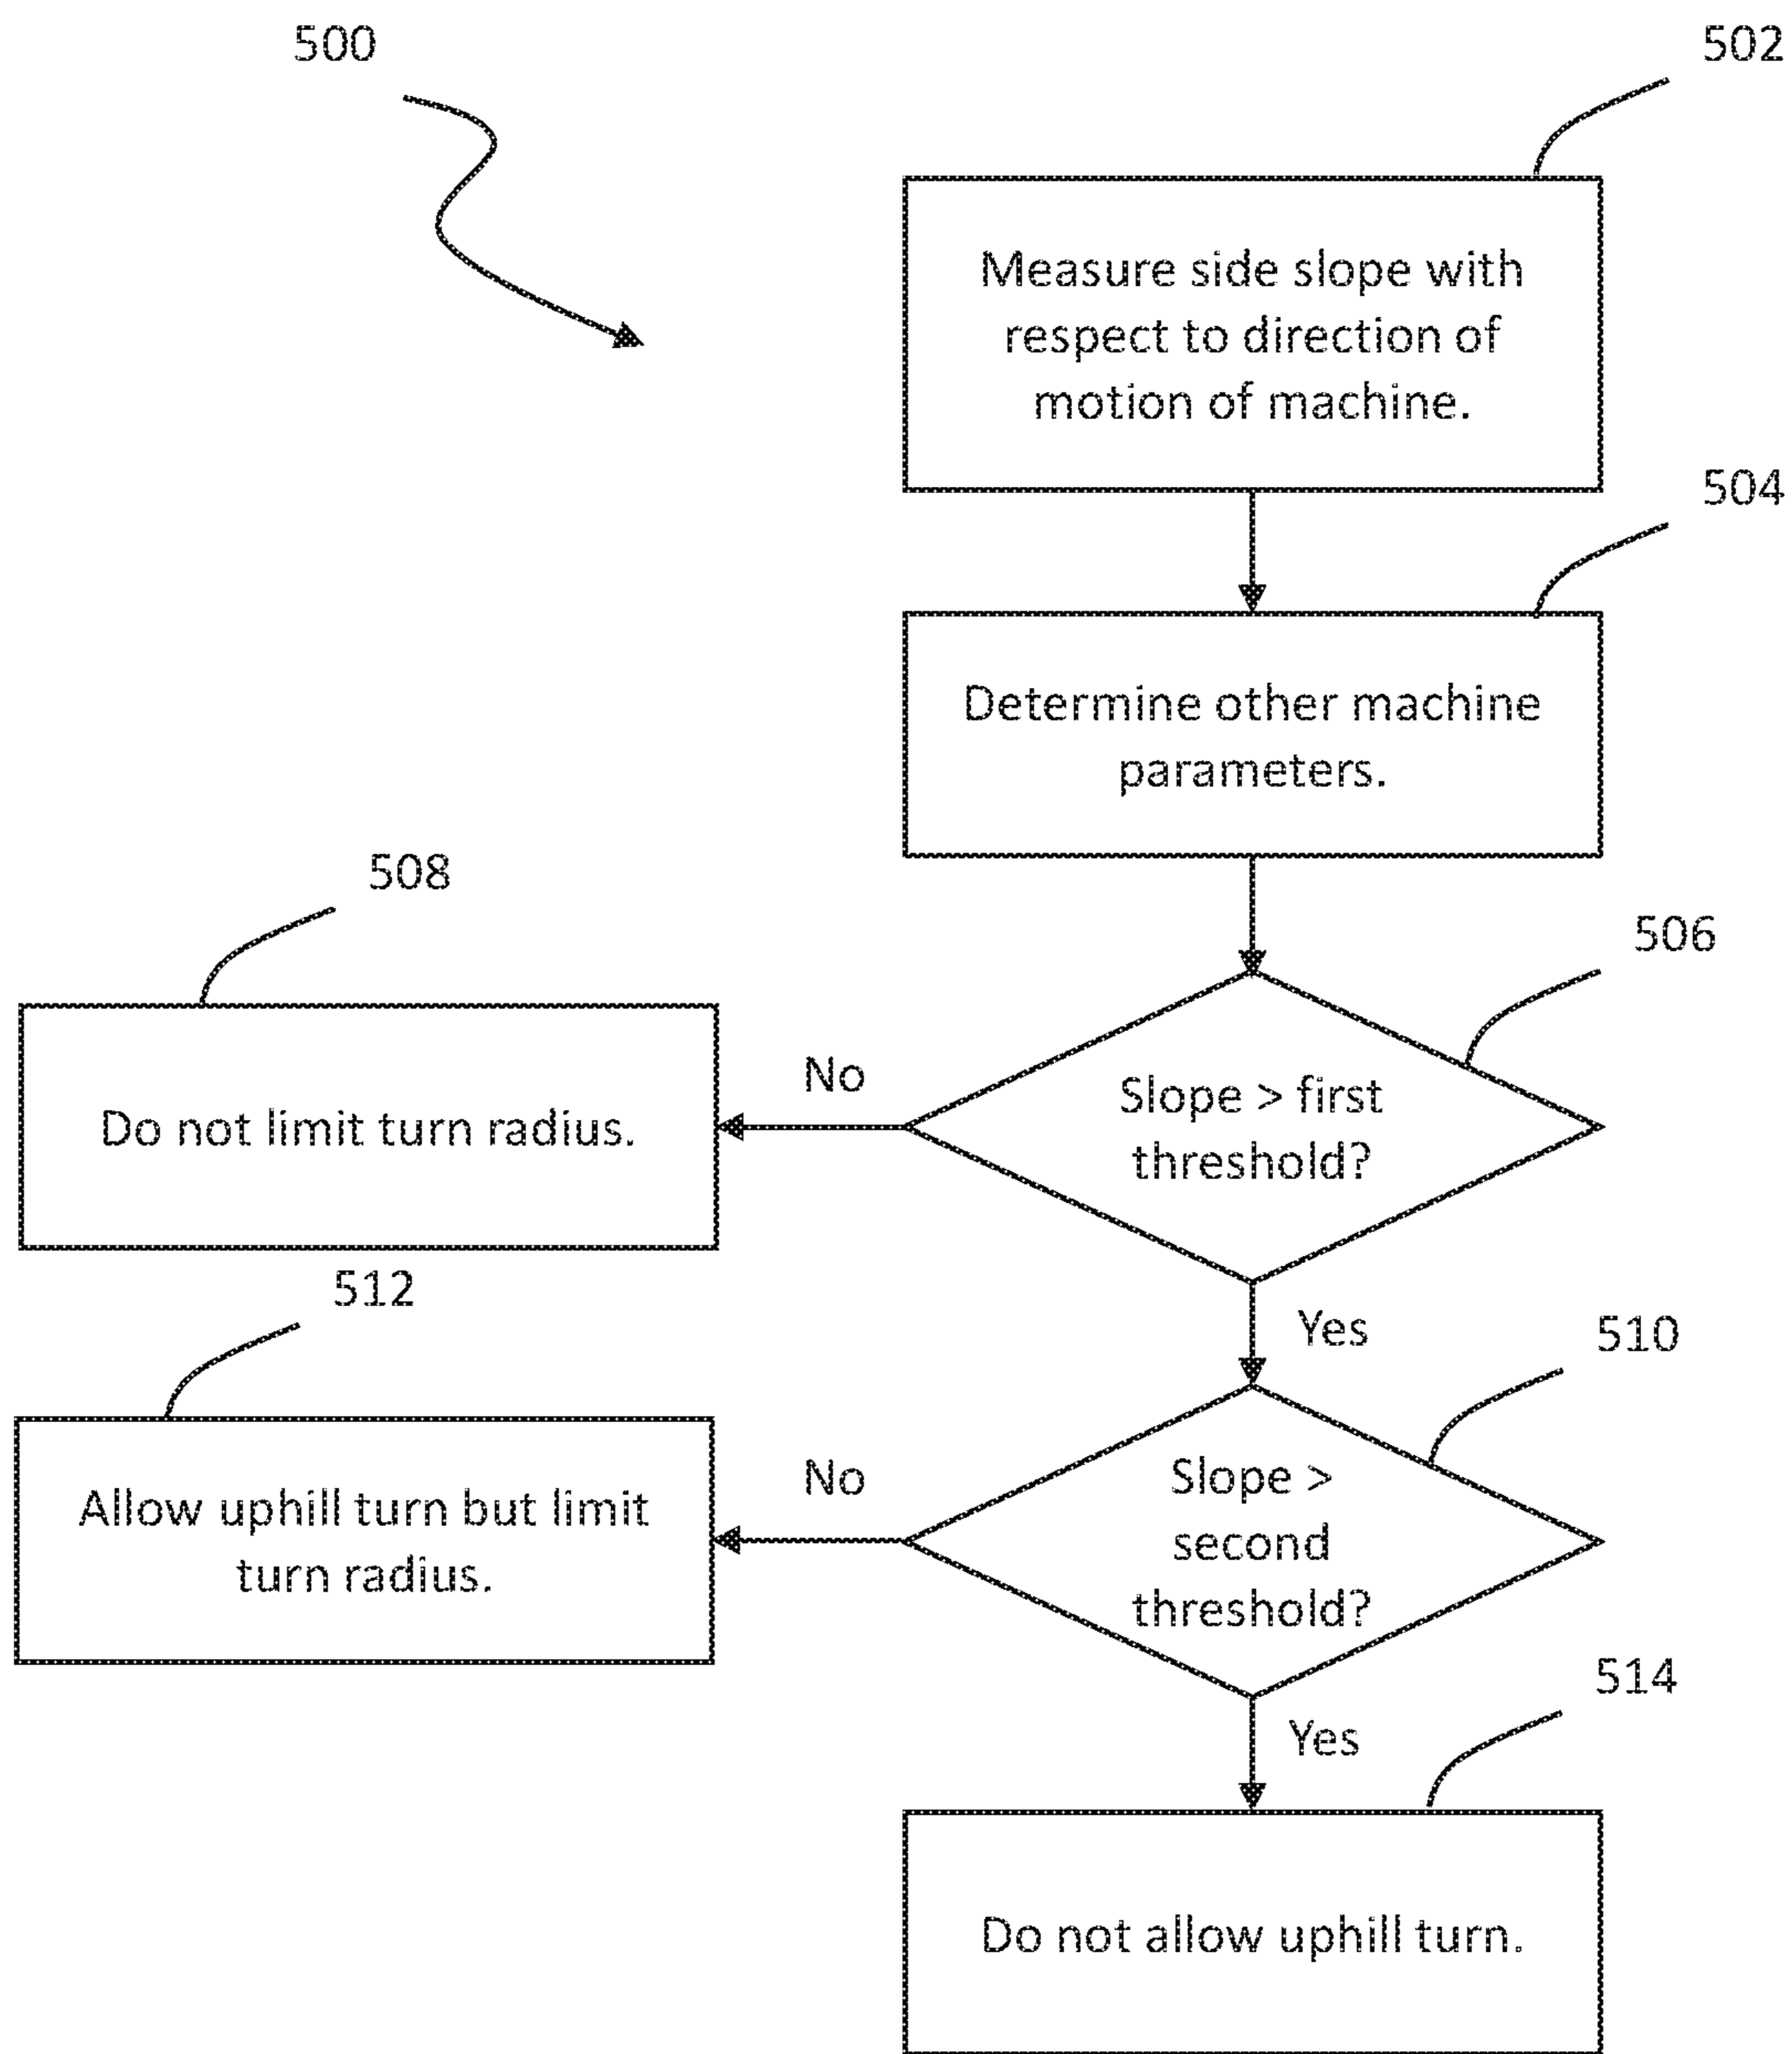 500
502
Measure side slope with
respect to direction of
motion of machine.
504
Determine other machine
parameters.
508
506
Do not limit turn radius.
No
Slope > first
threshold?
Yes
512
510
Allow uphill turn but limit
turn radius.
No
Slope >
second
threshold?
Yes
514
Do not allow uphill turn.